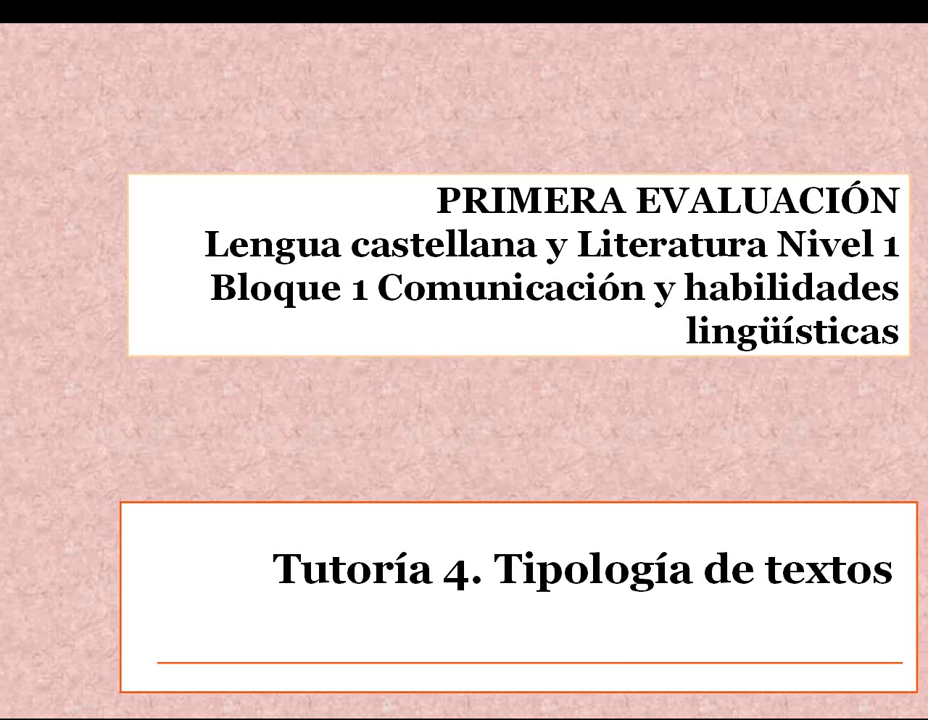 PRIMERA EVALUACIÓN
Lengua castellana y Literatura Nivel 1
Bloque 1 Comunicación y habilidades
lingüísticas
Tutoría 4. Tipología de textos